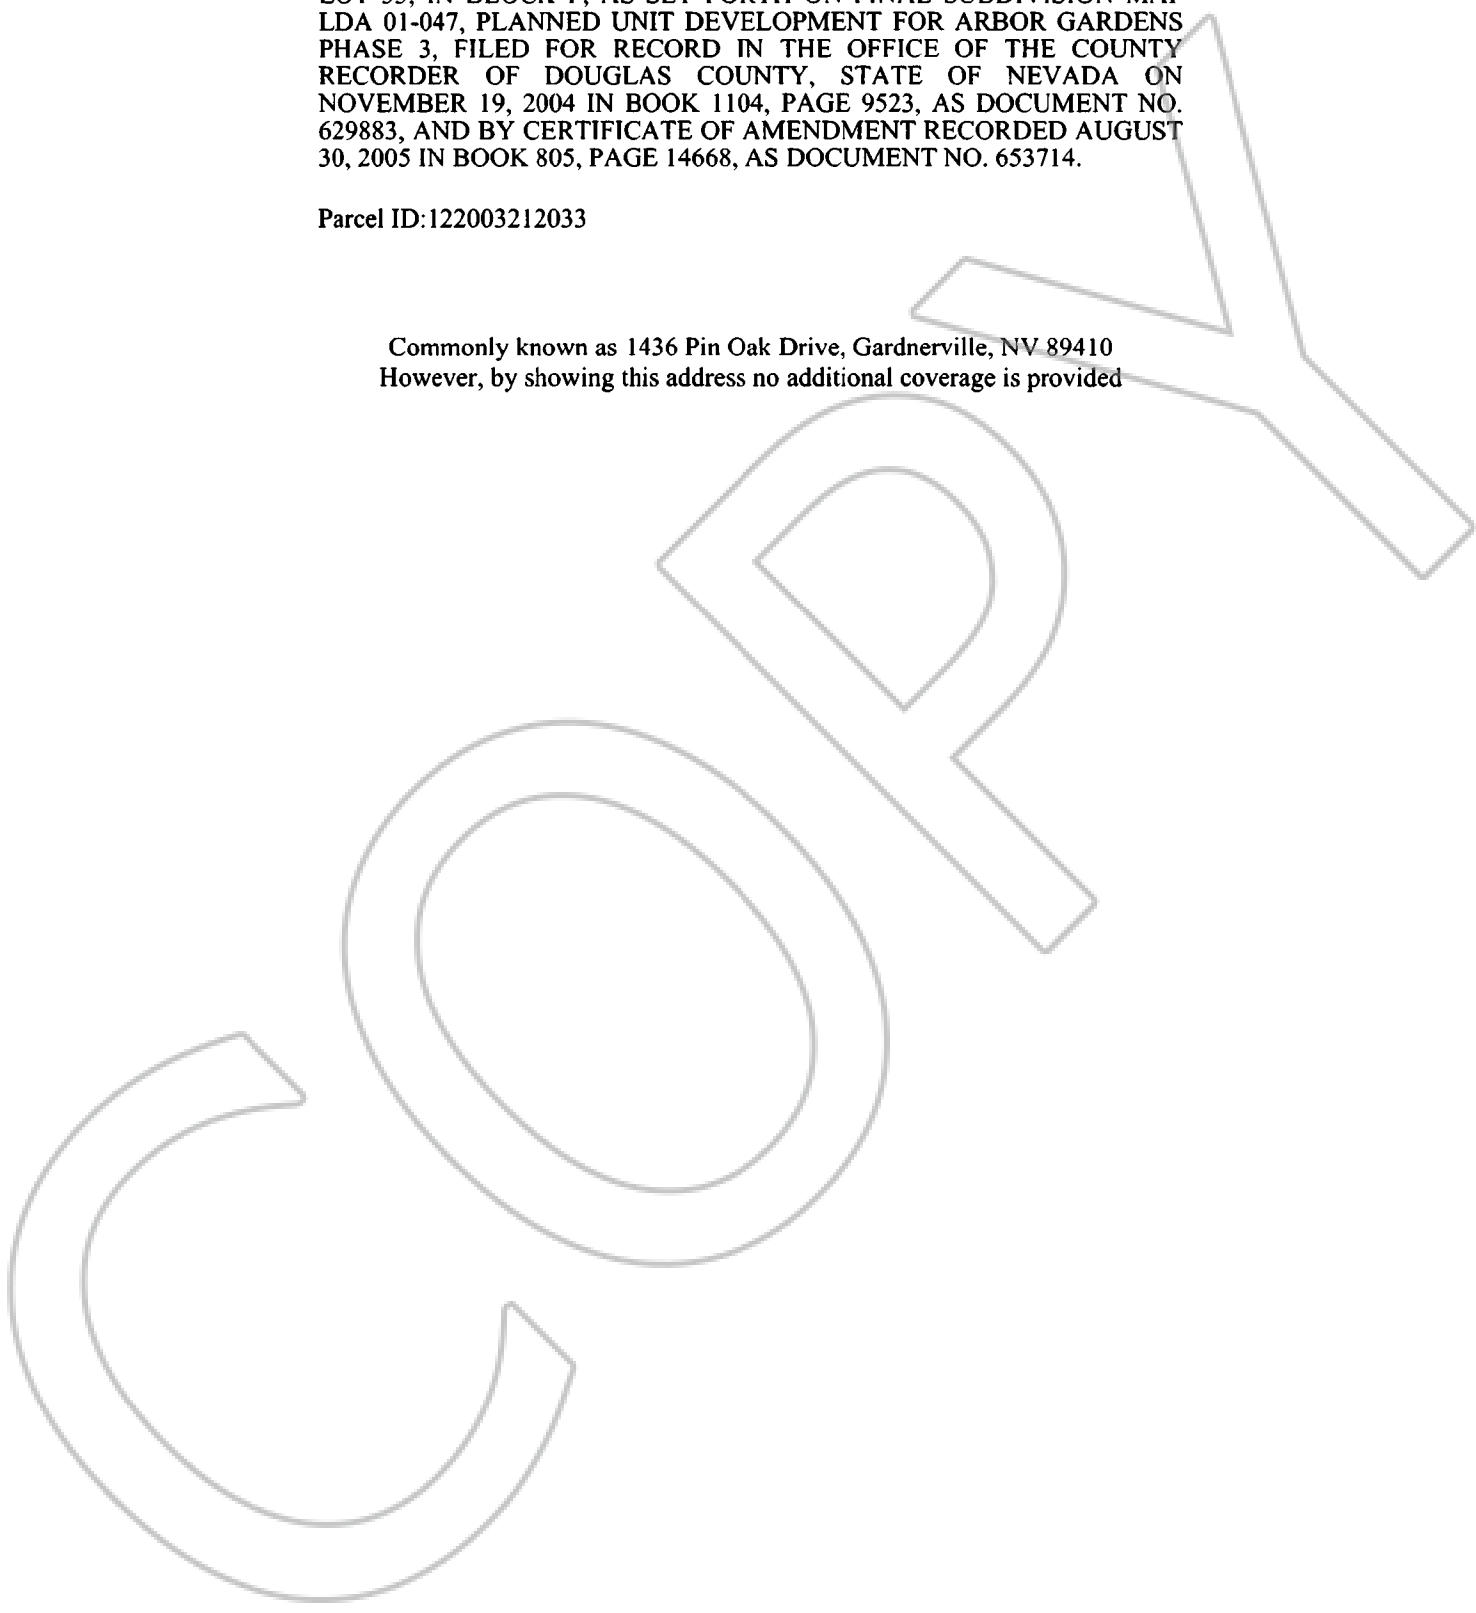 LDA 01-047, PLANNED UNIT DEVELOPMENT FOR ARBOR GARDENS
PHASE 3, FILED FOR RECORD IN THE OFFICE OF THE COUNTY
RECORDER OF DOUGLAS COUNTY, STATE OF NEVADA ON
NOVEMBER 19, 2004 IN BOOK 1104, PAGE 9523, AS DOCUMENT NO.
629883, AND BY CERTIFICATE OF AMENDMENT RECORDED AUGUST
30, 2005 IN BOOK 805, PAGE 14668, AS DOCUMENT NO. 653714.
Parcel ID:122003212033
Commonly known as 1436 Pin Oak Drive, Gardnerville, NV 89410
However, by showing this address no additional coverage is provided
COPY